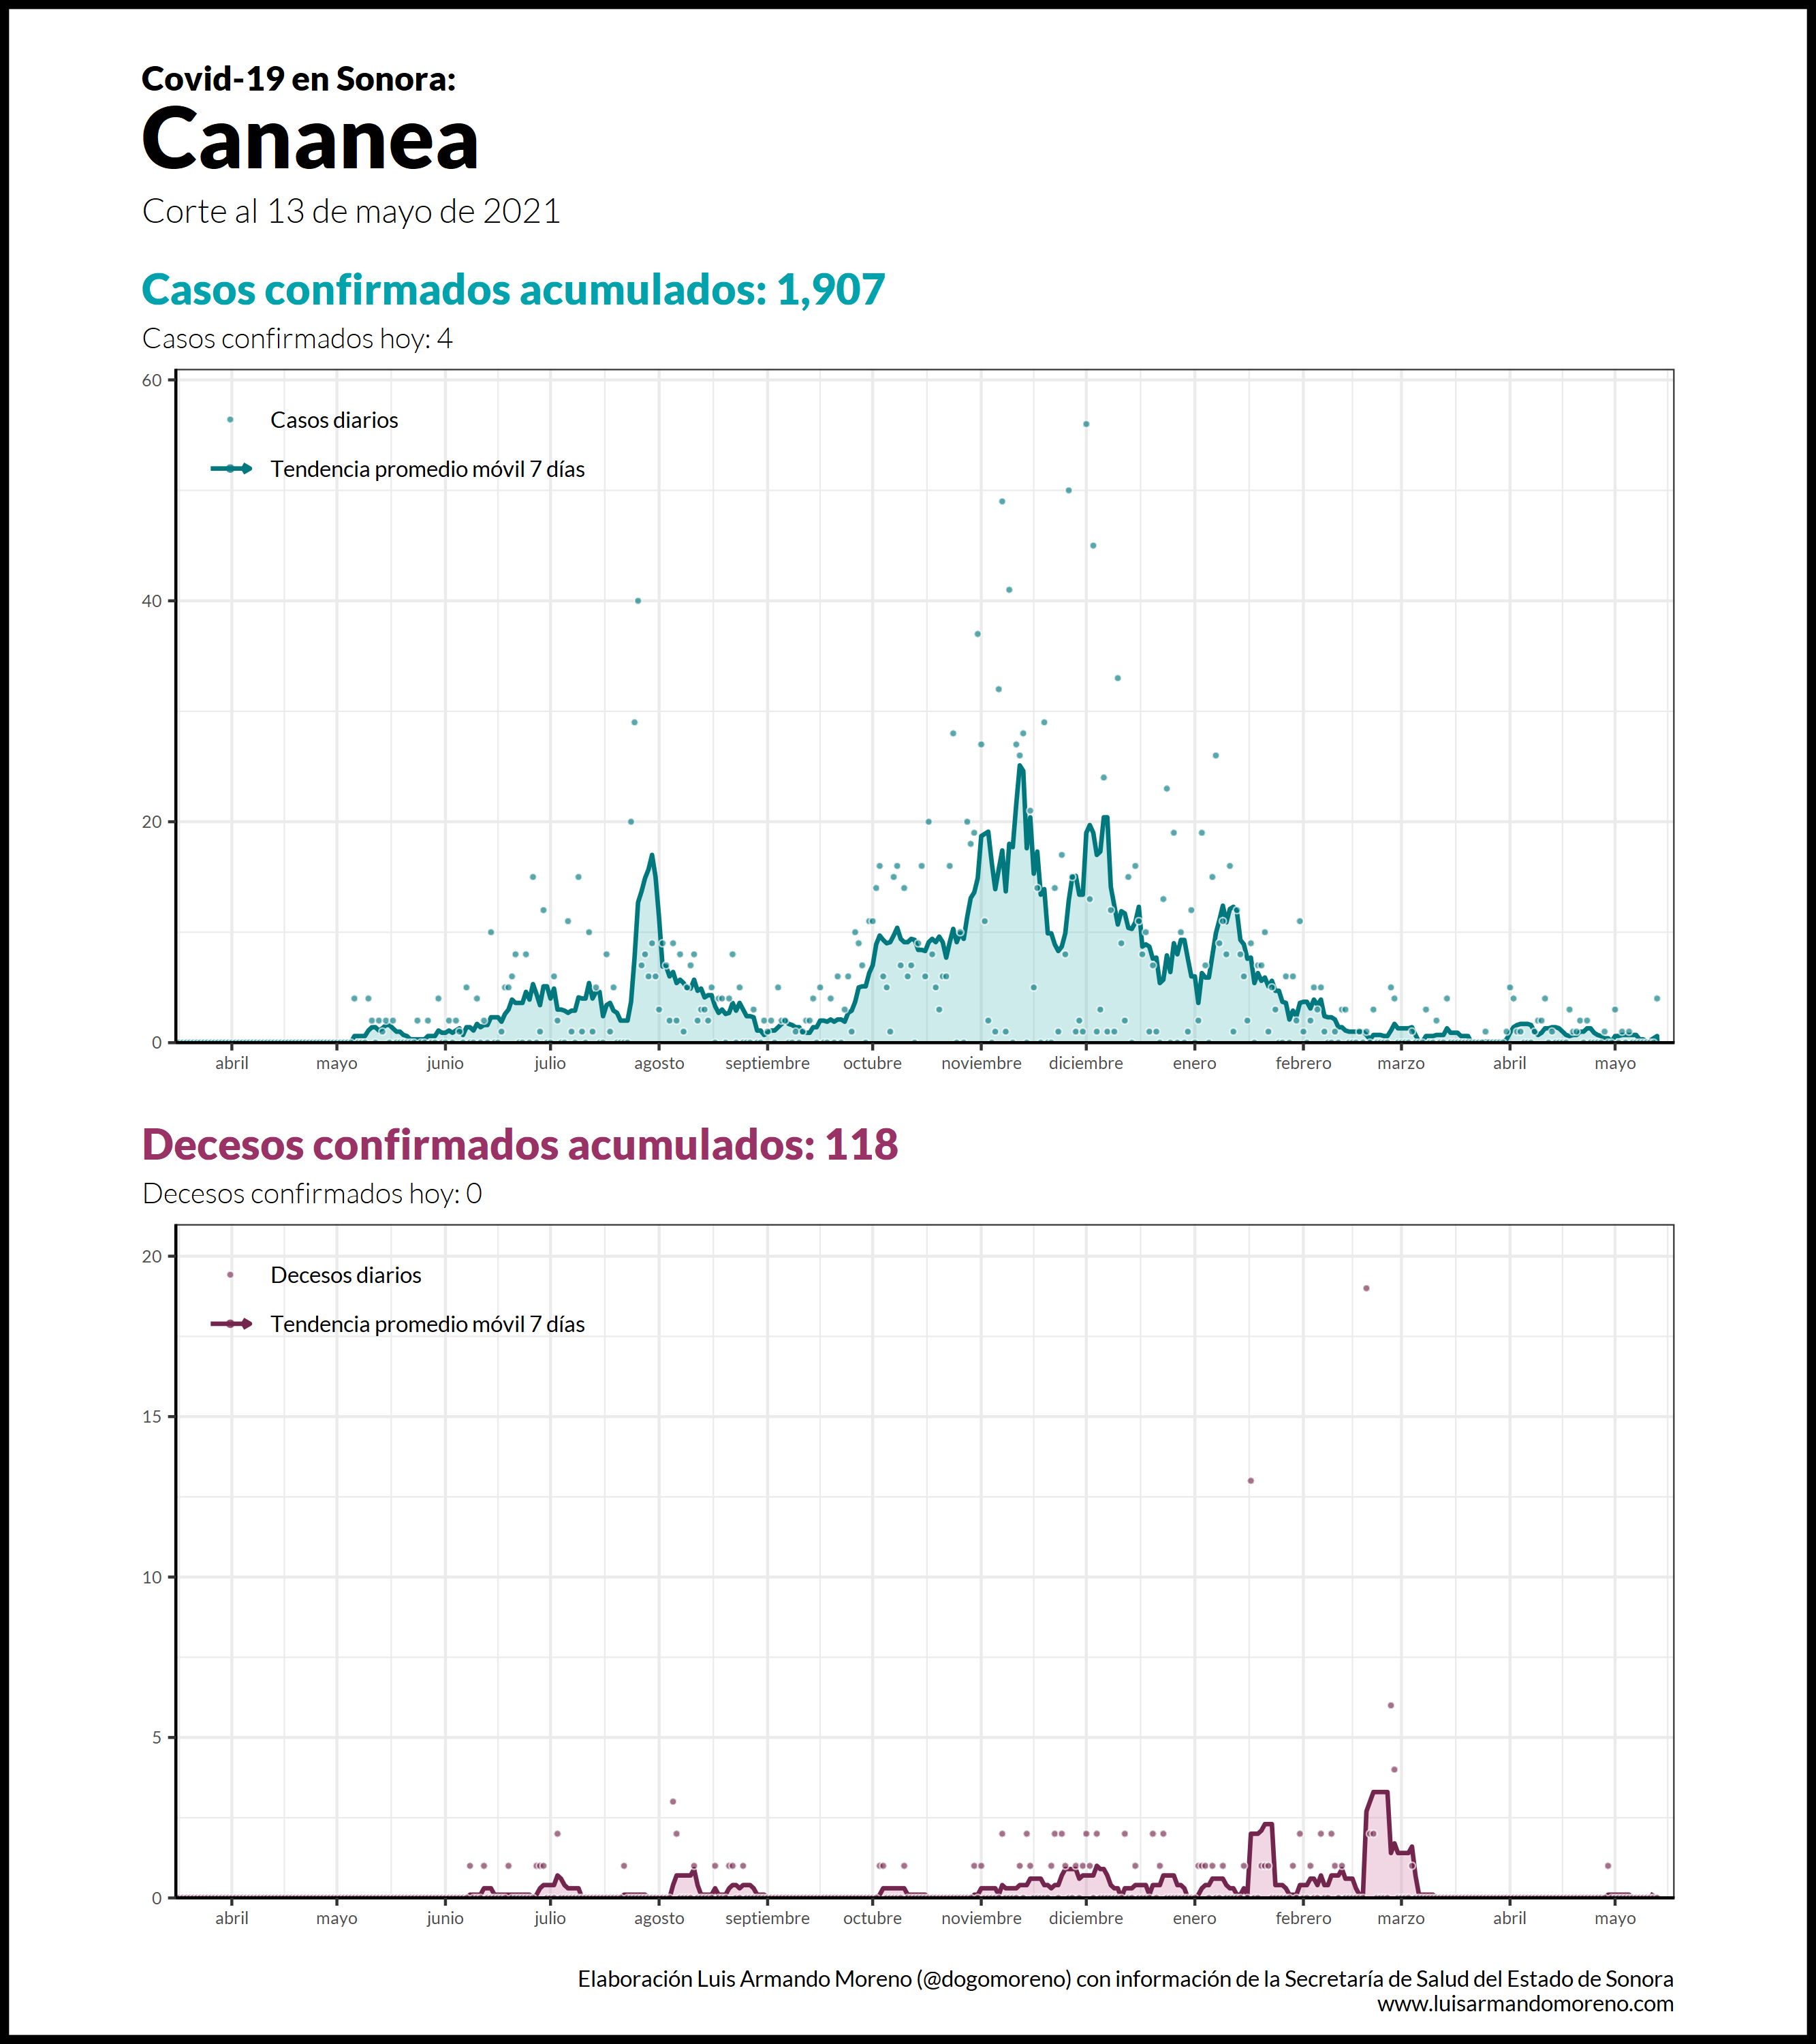 Covid-19 en Sonora:
Cananea
Corte al 13 de mayo de 2021
Casos confirmados acumulados: 1,907
Casos confirmados hoy: 4
60
40
20
0
Casos diarios
Tendencia promedio móvil 7 días
abril mayo junio julio agosto septiembre octubre noviembre diciembre enero febrero marzo abril mayo
Decesos confirmados acumulados: 118
Decesos confirmados hoy: 0
20
15
10
5
0
Decesos diarios
Tendencia promedio móvil 7 días
abril mayo junio julio agosto septiembre octubre noviembre diciembre enero febrero marzo abril mayo
Elaboración Luis Armando Moreno (@dogomoreno) con información de la Secretaría de Salud del Estado de Sonora
www.luisarmandomoreno.com